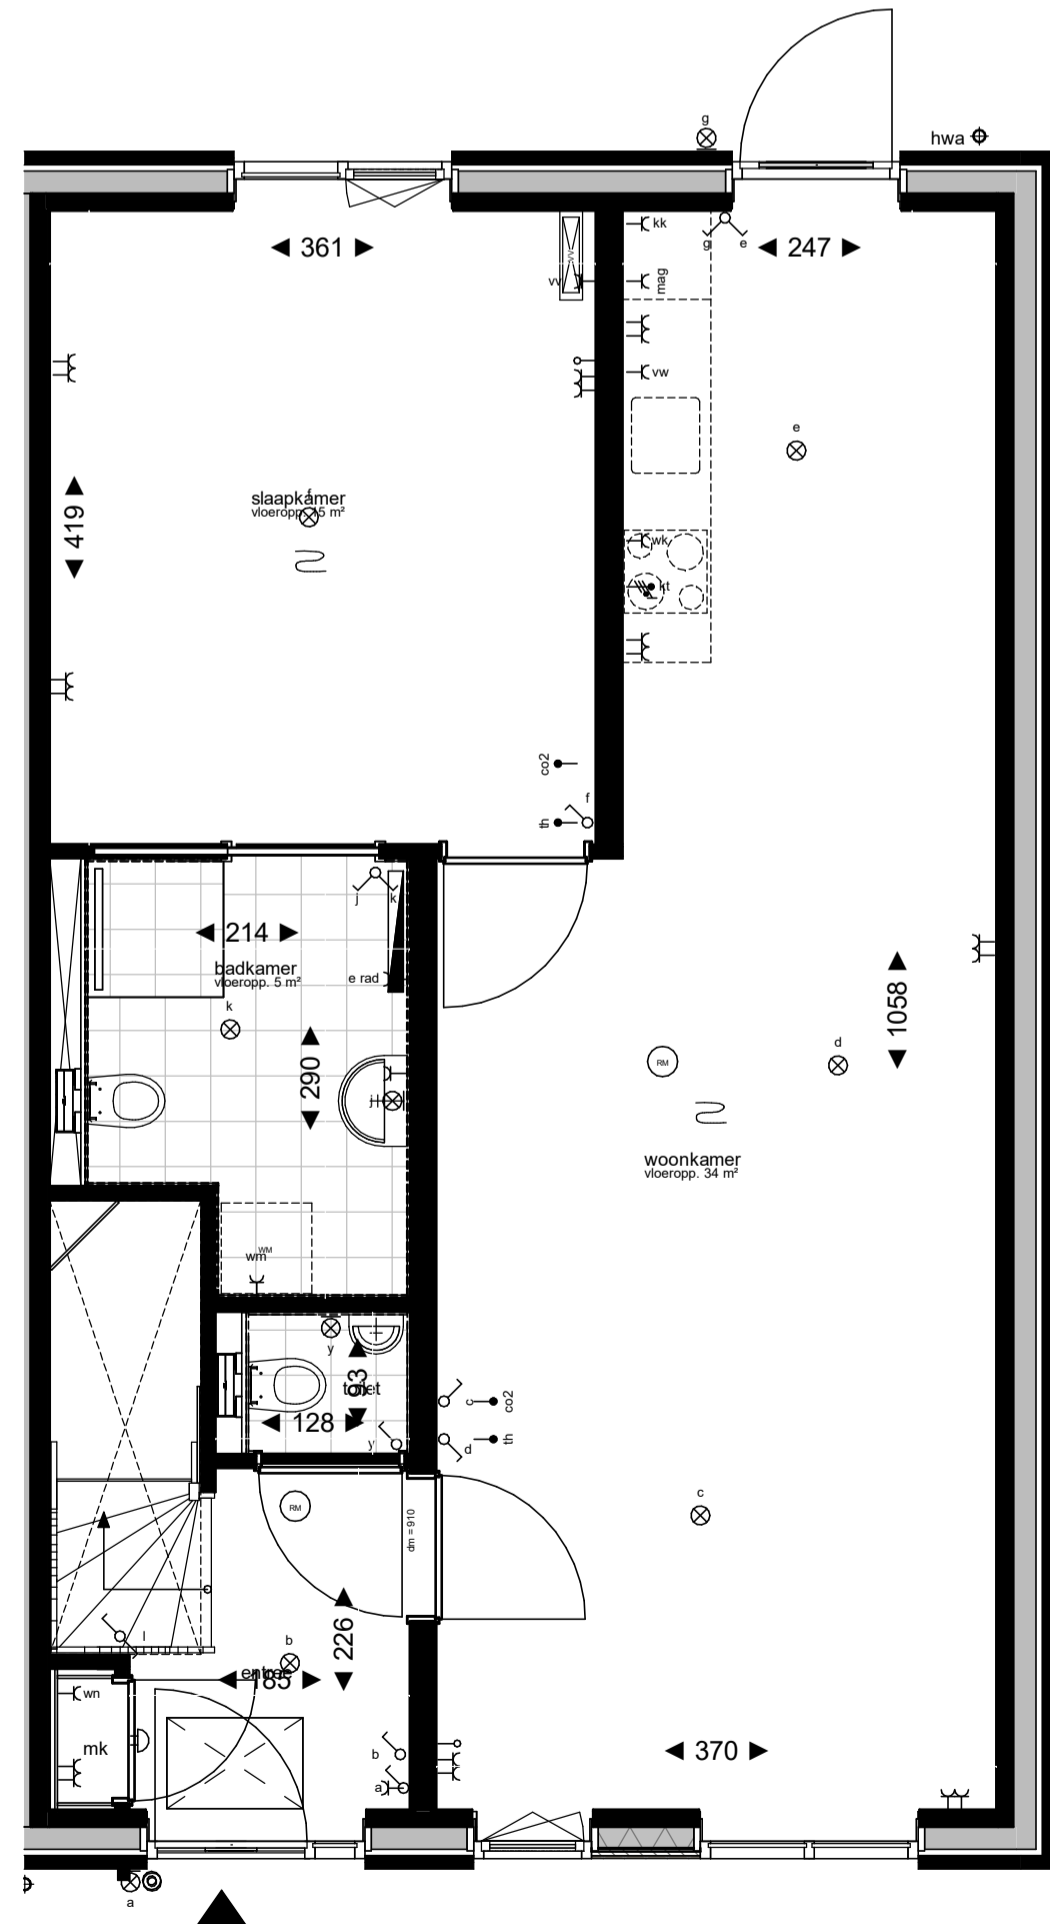 g
hwa
kk
g
e
361
247
vv
vv
mag
vw
e
slaapkamer
f
vloeropp. 15 m²
419
wk
kt
co2
f
th
j
k
214
badkamer
vloeropp. 5 m²
e rad
k
1058
d
290
RM
j
woonkamer
vloeropp. 34 m²
WM
wm
y
93
toilet
128
c
co2
y
d
th
RM
dm = 910
c
l
b
226
entree
185
wn
mk
b
370
a
a